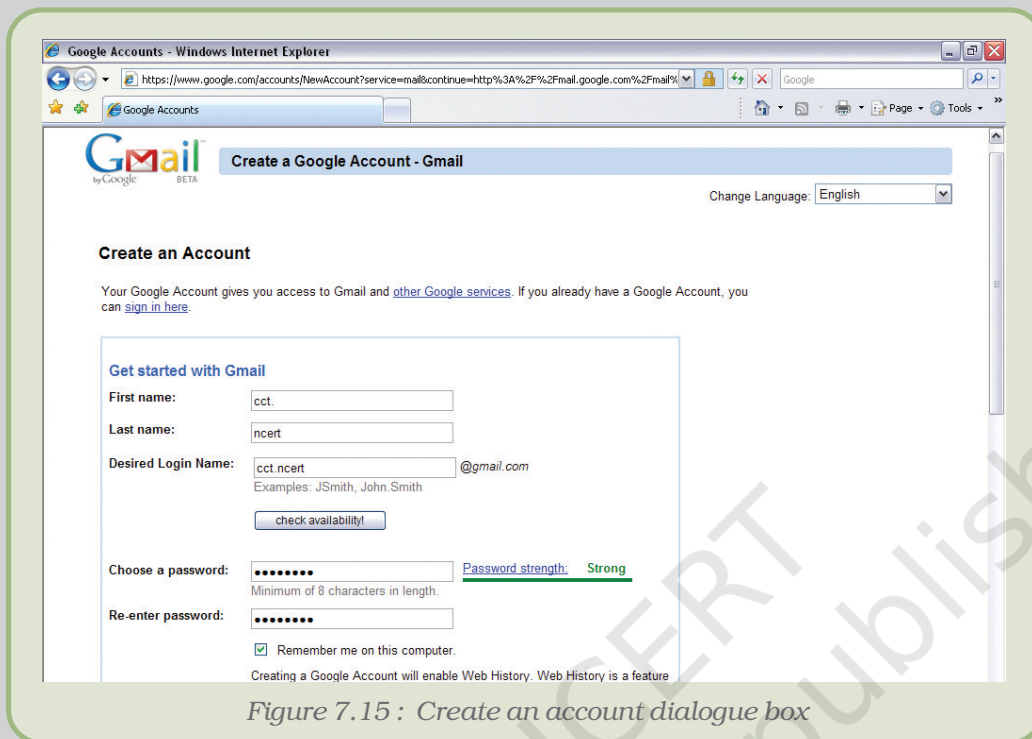 Google Accounts - Windows Internet Explorer
https://www.google.com/accounts/NewAccount?service=mail&continue=http%3A%2F%2Fmail.google.com%2Fmail% Google
Google Accounts Page Tools »
Gmail™ Create a Google Account - Gmail
by Google BETA
Change Language: English
Create an Account
Your Google Account gives you access to Gmail and other Google services. If you already have a Google Account, you
can sign in here.
Get started with Gmail
First name: cct.
Last name: ncert
Desired Login Name: cct.ncert @gmail.com
Examples: JSmith, John.Smith
check availability!
Choose a password: •••••••• Password strength: Strong
Minimum of 8 characters in length.
Re-enter password: ••••••••
Remember me on this computer.
Creating a Google Account will enable Web History. Web History is a feature
Figure 7.15 : Create an account dialogue box
NCERT
publish